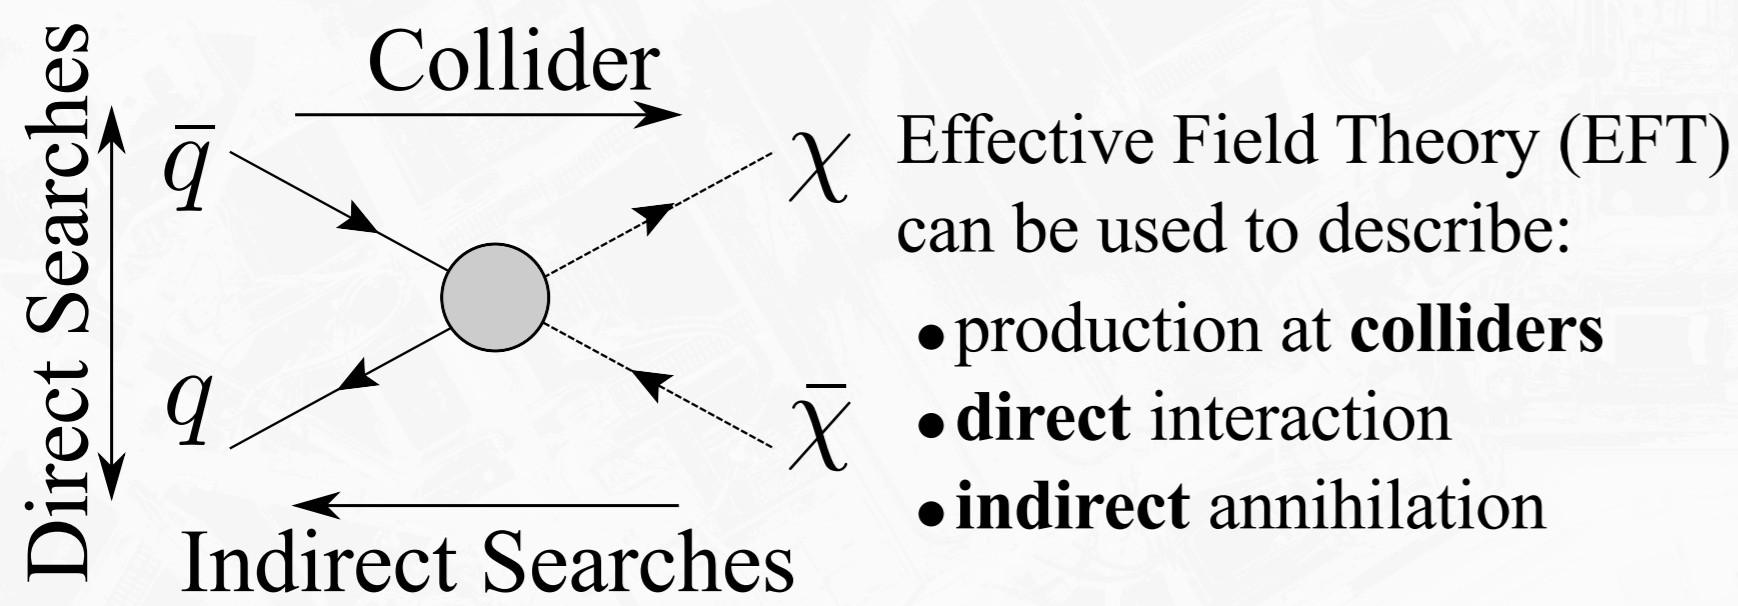 Direct Searches
Collider
q̅
χ
q
χ̅
Indirect Searches
Effective Field Theory (EFT)
can be used to describe:
• production at colliders
• direct interaction
• indirect annihilation